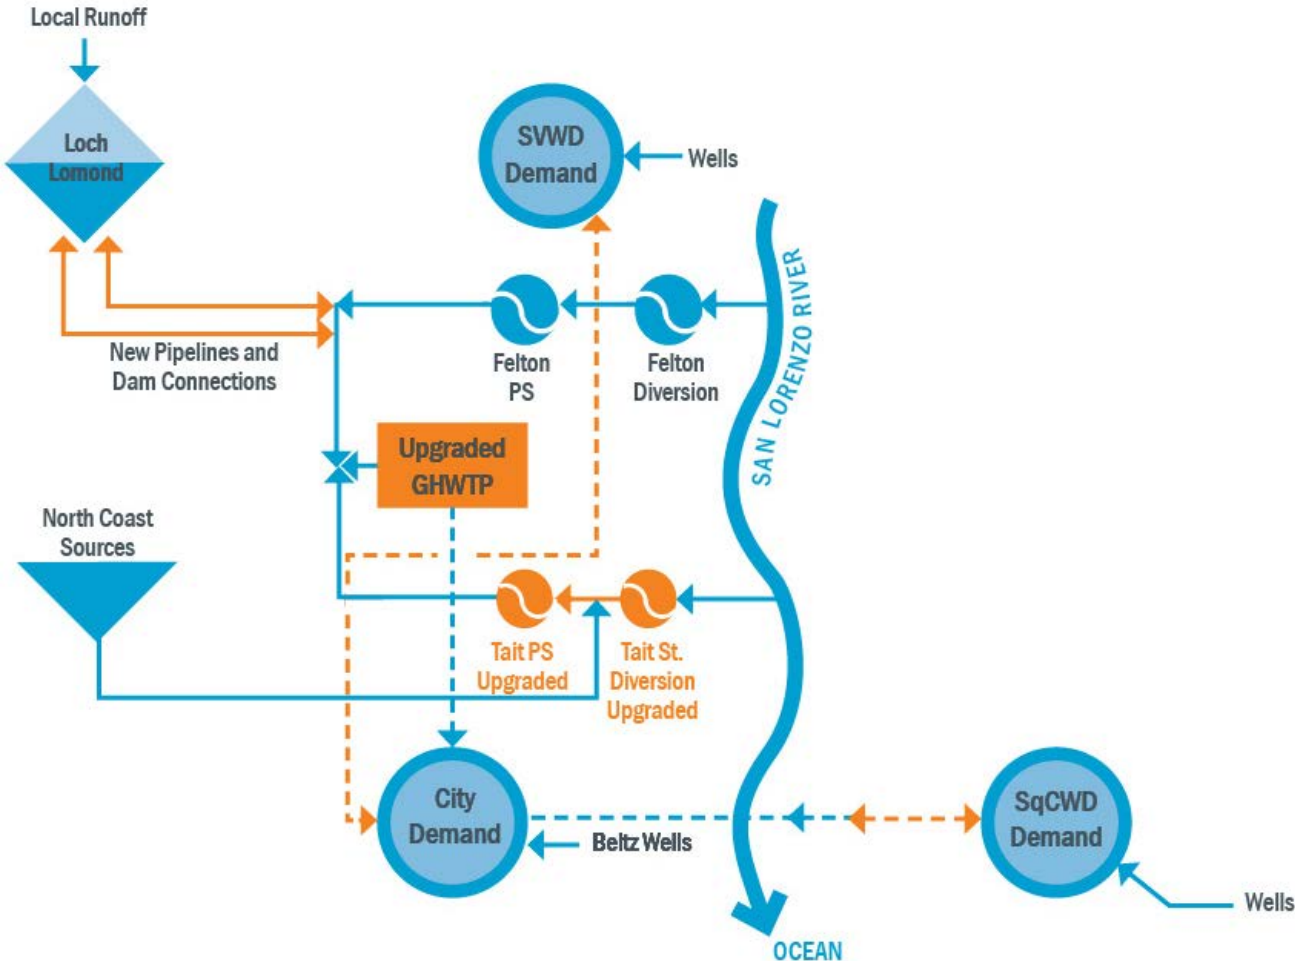 Local Runoff
Loch
Lomond
SVWD
Demand
Wells
SAN LORENZO RIVER
New Pipelines and
Dam Connections
Felton
PS
Felton
Diversion
Upgraded
GHWTP
North Coast
Sources
Tait PS
Upgraded
Tait St.
Diversion
Upgraded
City
Demand
Beltz Wells
SqCWD
Demand
Wells
OCEAN